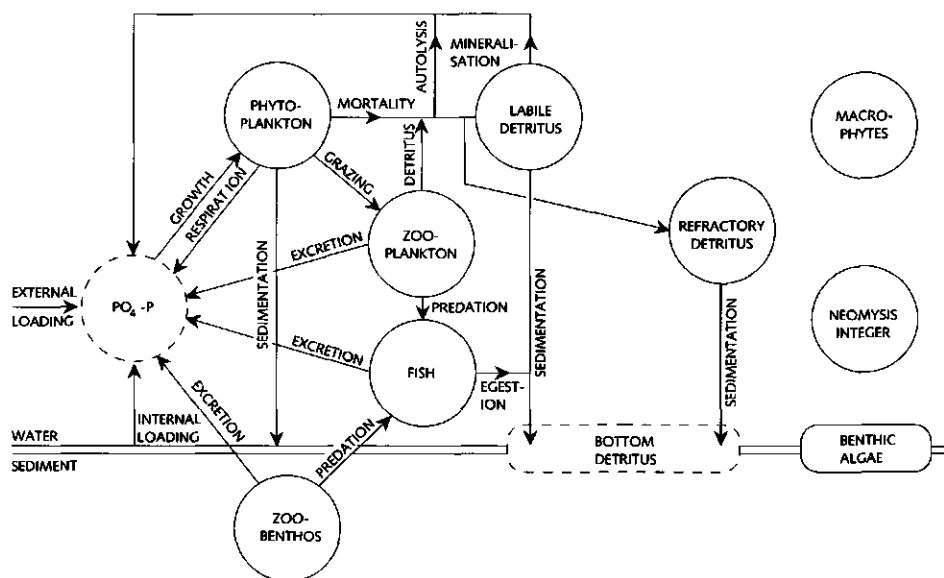 AUTOLYSIS
MINERALI-
SATION
PHYTO-
PLANKTON
MORTALITY
LABILE
DETRITUS
MACRO-
PHYTES
GROWTH
RESPIRATION
GRAZING
DETRITUS
ZOO-
PLANKTON
REFRACTORY
DETRITUS
EXCRETION
EXTERNAL
LOADING
PO4 -P
SEDIMENTATION
PREDATION
SEDIMENTATION
SEDIMENTATION
NEOMYSIS
INTEGER
EXCRETION
FISH
EGEST-
ION
EXCRETION
INTERNAL
LOADING
WATER
SEDIMENT
PREDATION
BOTTOM
DETRITUS
BENTHIC
ALGAE
ZOO-
BENTHOS